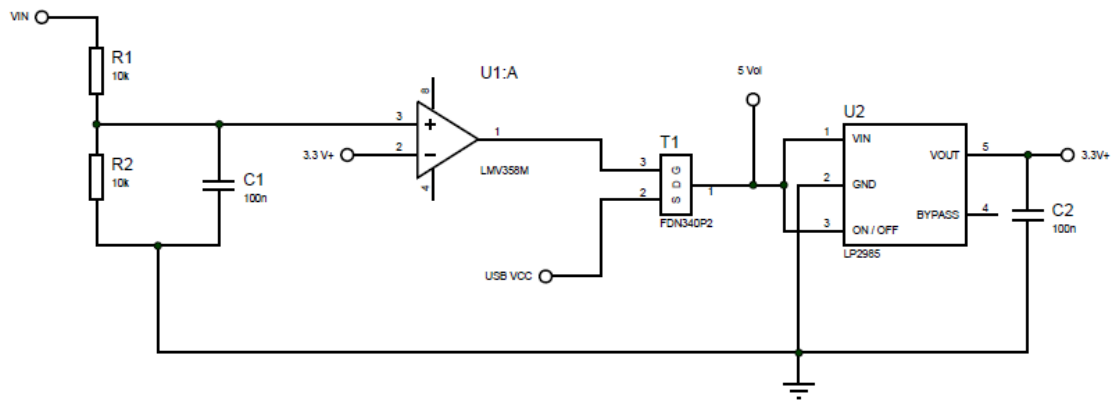 VIN
R1
10k
R2
10k
C1
100n
3.3 V+
3
2
8
4
1
U1:A
LMV358M
USB VCC
T1
3
2
G
D
S
1
FDN340P2
5 Vol
U2
1
VIN
2
GND
3
ON / OFF
VOUT
5
BYPASS
4
LP2985
3.3V+
C2
100n